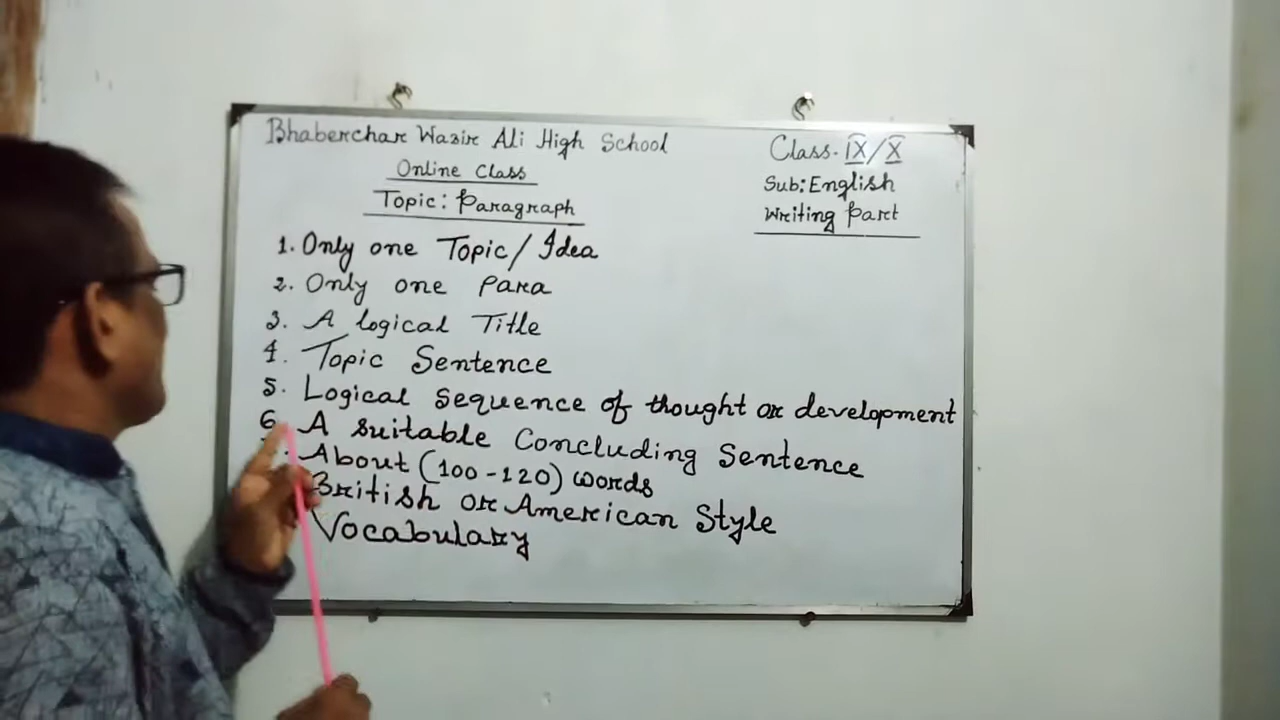 Bhaberchar Wazir Ali High School
Online Class
Topic: Paragraph
Class- IX/X
Sub: English
Writing Part
1. Only one Topic/Idea
2. Only one Para
3. A logical Title
4. Topic Sentence
5. Logical sequence of thought or development
6. A suitable Concluding Sentence
About (100-120) words
British or American Style
Vocabulary